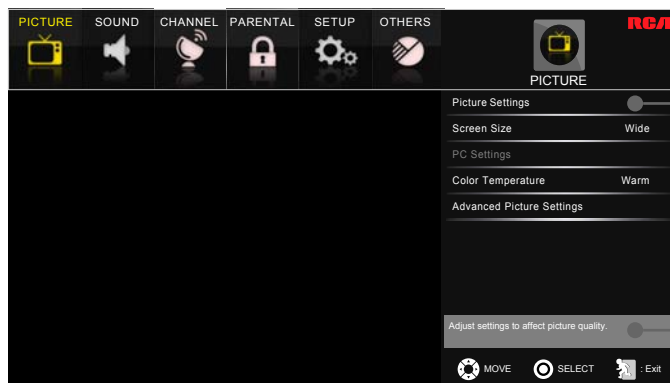 PICTURE SOUND CHANNEL PARENTAL SETUP OTHERS
RCA
PICTURE
Picture Settings
Screen Size Wide
PC Settings
Color Temperature Warm
Advanced Picture Settings
Adjust settings to affect picture quality.
MOVE SELECT : Exit